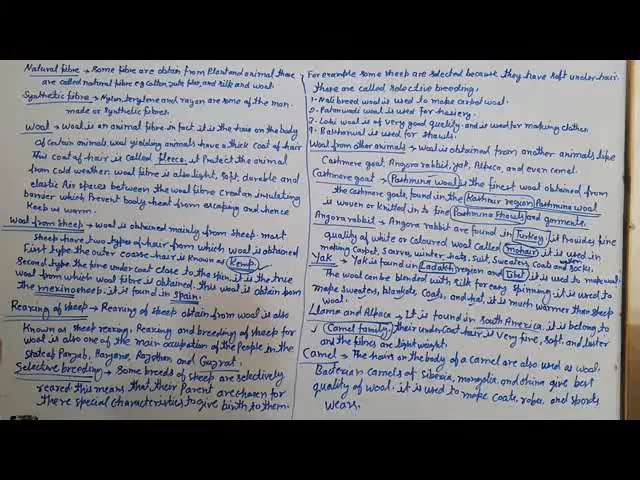 Natural fibre → Some fibre are obtain from Plant and animal there
are called natural fibre eg cotton, jute flax, and silk and wool.
Synthetic fibre → Nylon, terylene and rayon are some of the man
made or synthetic fibres.
Wool → Wool is an animal fibre. in fact, it is the hair on the body
of certain animals, wool yielding animals have a thick coat of hair
This coat of hair is called fleece. it Protect the animal
from cold weather. wool fibre is also light, Soft, durable and
elastic Air spaces between the wool fibre Creat an insulating
barrier which Prevent body heat from escaping and hence
Keep us warm.
Wool from sheep → wool is obtained mainly from sheep. most
sheep have two types of hair from which wool is obtained
First type the outer coarse hair is known as Kemp
Second type the fine undercoat close to the skin, it is the true
wool from which wool fibre is obtained. This wool is obtain from
the merino sheep, it is found in Spain.
Rearing of sheep → Rearing of sheep obtain from wool is also
Known as sheep rearing, Rearing and breeding of sheep for
wool is also one of the main occupation of the People in the
state of Panjab, Haryana, Rajsthan and Gujrat.
Selective breeding → Some breeds of sheep are selectively
reared. this means that their Parent are chosen for
there special characteristics to give birth to them.
For example some sheep are selected because they have soft under hair.
There are called selective breeding.
1- Nali breed wool is used to make carpet wool.
2- Patanwadi wool is used for hosiery.
3- Lohi wool is of very good quality. and is used for making clothes
4- Bakharwal is used for shawls.
Wool from other animals → wool is obtained from another animals like
Cashmere goat, Angora rabbit, yak, Alpaca, and even camel.
Cashmere goat → Pashmina wool is the finest wool obtained from
the cashmere goats, found in the Kashmir region Pashmina wool
is woven or knitted in to fine Pashmina Shawls and garments.
Angora rabbit → Angora rabbit are found in Turkey it Provides fine
quality of white or coloured wool called mohair, it is used in
making carpet, winter hats, suit, Sweaters, Coats and socks.
Yak → Yak is found in Ladakh region and Tibet it is used to make wool.
The wool can be blended with silk for easy spinning. it is used to
make sweaters, blankets, Coats, and hat, it is much warmer than sheep
wool.
Llama and Alpaca → It is found in South America, it is belong to
Camel family, their under coat hair is Very fine, soft, and luster
and the fibres are light weight.
Camel → The hairs on the body of a camel are also used as wool.
Bacterian camels of Siberia, mongolia, and china give best
quality of wool. it is used to make coats, robes, and sports
wears.